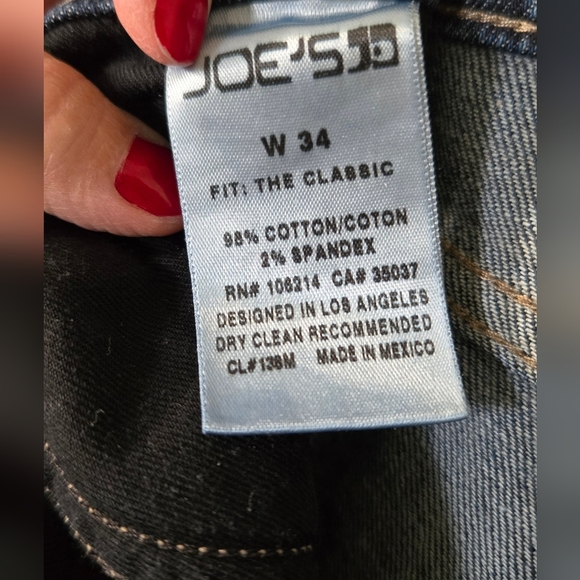 JOE'S
W 34
FIT: THE CLASSIC
98% COTTON/COTON
2% SPANDEX
RN# 106214 CA# 35037
DESIGNED IN LOS ANGELES
DRY CLEAN RECOMMENDED
CL#136M MADE IN MEXICO